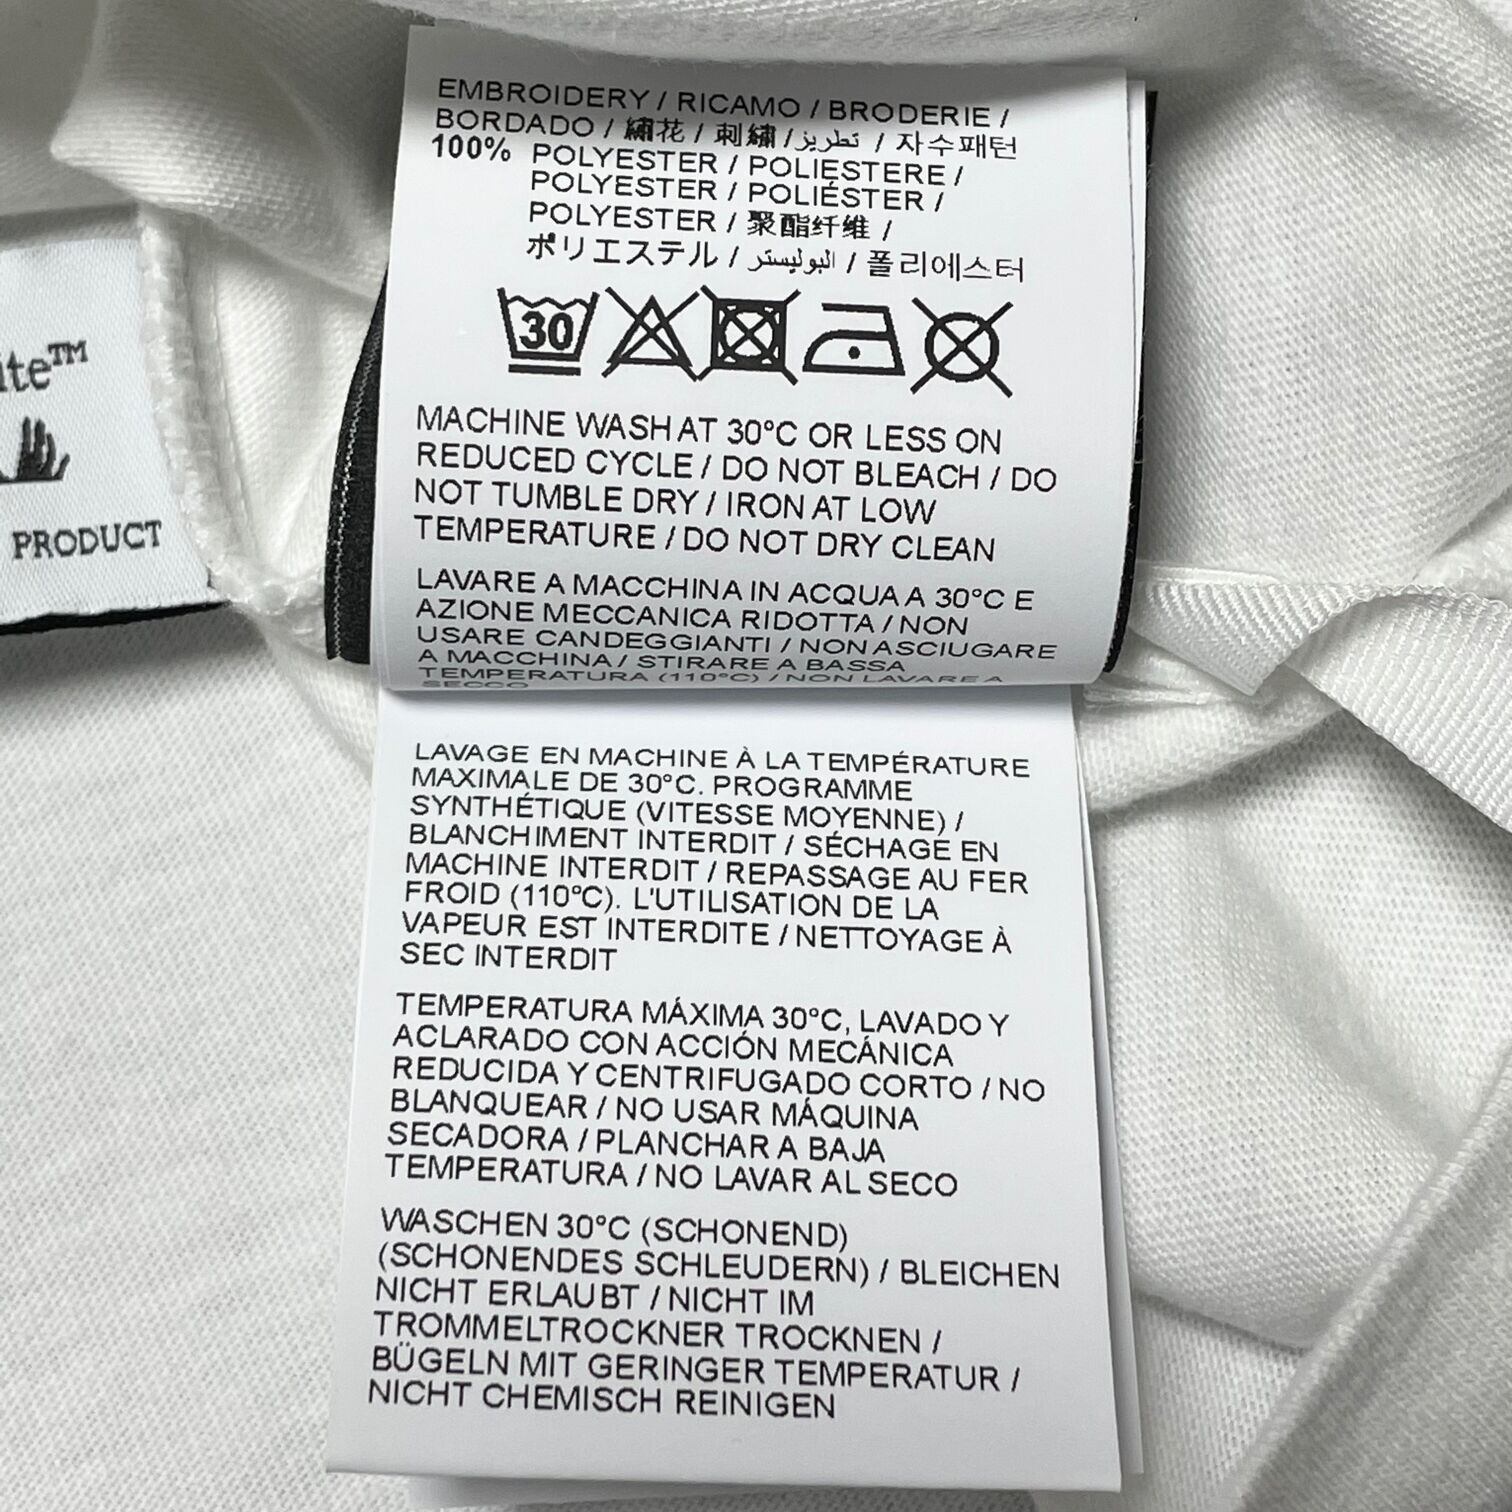 EMBROIDERY / RICAMO / BRODERIE /
BORDADO / 繡花 / 刺繡 / تطريز / 자수패턴
100% POLYESTER / POLIESTERE /
POLYESTER / POLIÉSTER /
POLYESTER / 聚酯纤维 /
ポリエステル / البوليستر / 폴리에스터
30
MACHINE WASH AT 30°C OR LESS ON
REDUCED CYCLE / DO NOT BLEACH / DO
NOT TUMBLE DRY / IRON AT LOW
TEMPERATURE / DO NOT DRY CLEAN
LAVARE A MACCHINA IN ACQUA A 30°C E
AZIONE MECCANICA RIDOTTA / NON
USARE CANDEGGIANTI / NON ASCIUGARE
A MACCHINA / STIRARE A BASSA
TEMPERATURA (110°C) / NON LAVARE A
SECCO
LAVAGE EN MACHINE À LA TEMPÉRATURE
MAXIMALE DE 30°C. PROGRAMME
SYNTHÉTIQUE (VITESSE MOYENNE) /
BLANCHIMENT INTERDIT / SÉCHAGE EN
MACHINE INTERDIT / REPASSAGE AU FER
FROID (110°C). L'UTILISATION DE LA
VAPEUR EST INTERDITE / NETTOYAGE À
SEC INTERDIT
TEMPERATURA MÁXIMA 30°C, LAVADO Y
ACLARADO CON ACCIÓN MECÁNICA
REDUCIDA Y CENTRIFUGADO CORTO / NO
BLANQUEAR / NO USAR MÁQUINA
SECADORA / PLANCHAR A BAJA
TEMPERATURA / NO LAVAR AL SECO
WASCHEN 30°C (SCHONEND)
(SCHONENDES SCHLEUDERN) / BLEICHEN
NICHT ERLAUBT / NICHT IM
TROMMELTROCKNER TROCKNEN /
BÜGELN MIT GERINGER TEMPERATUR /
NICHT CHEMISCH REINIGEN
ite™
PRODUCT